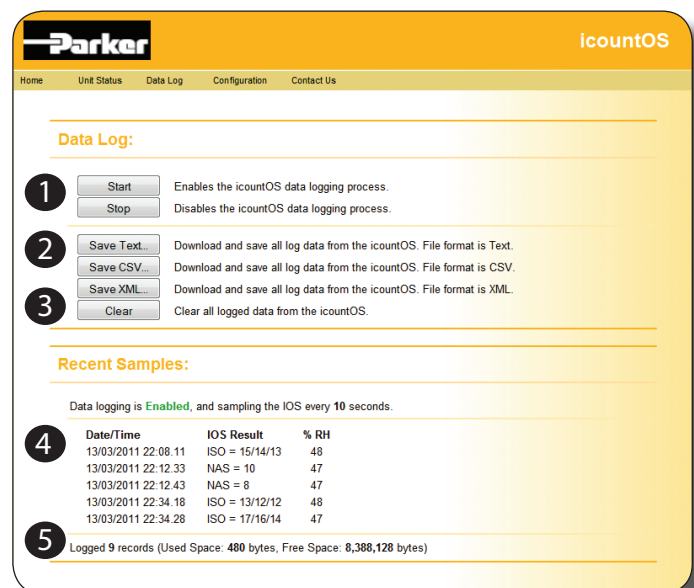 Parker
icountOS
Home Unit Status Data Log Configuration Contact Us
Data Log:
1
Start Enables the icountOS data logging process.
Stop Disables the icountOS data logging process.
2
Save Text... Download and save all log data from the icountOS. File format is Text.
Save CSV... Download and save all log data from the icountOS. File format is CSV.
Save XML... Download and save all log data from the icountOS. File format is XML.
3
Clear Clear all logged data from the icountOS.
Recent Samples:
Data logging is Enabled, and sampling the IOS every 10 seconds.
4
Date/Time IOS Result % RH
13/03/2011 22:08.11 ISO = 15/14/13 48
13/03/2011 22:12.33 NAS = 10 47
13/03/2011 22:12.43 NAS = 8 47
13/03/2011 22:34.18 ISO = 13/12/12 48
13/03/2011 22:34.28 ISO = 17/16/14 47
5
Logged 9 records (Used Space: 480 bytes, Free Space: 8,388,128 bytes)